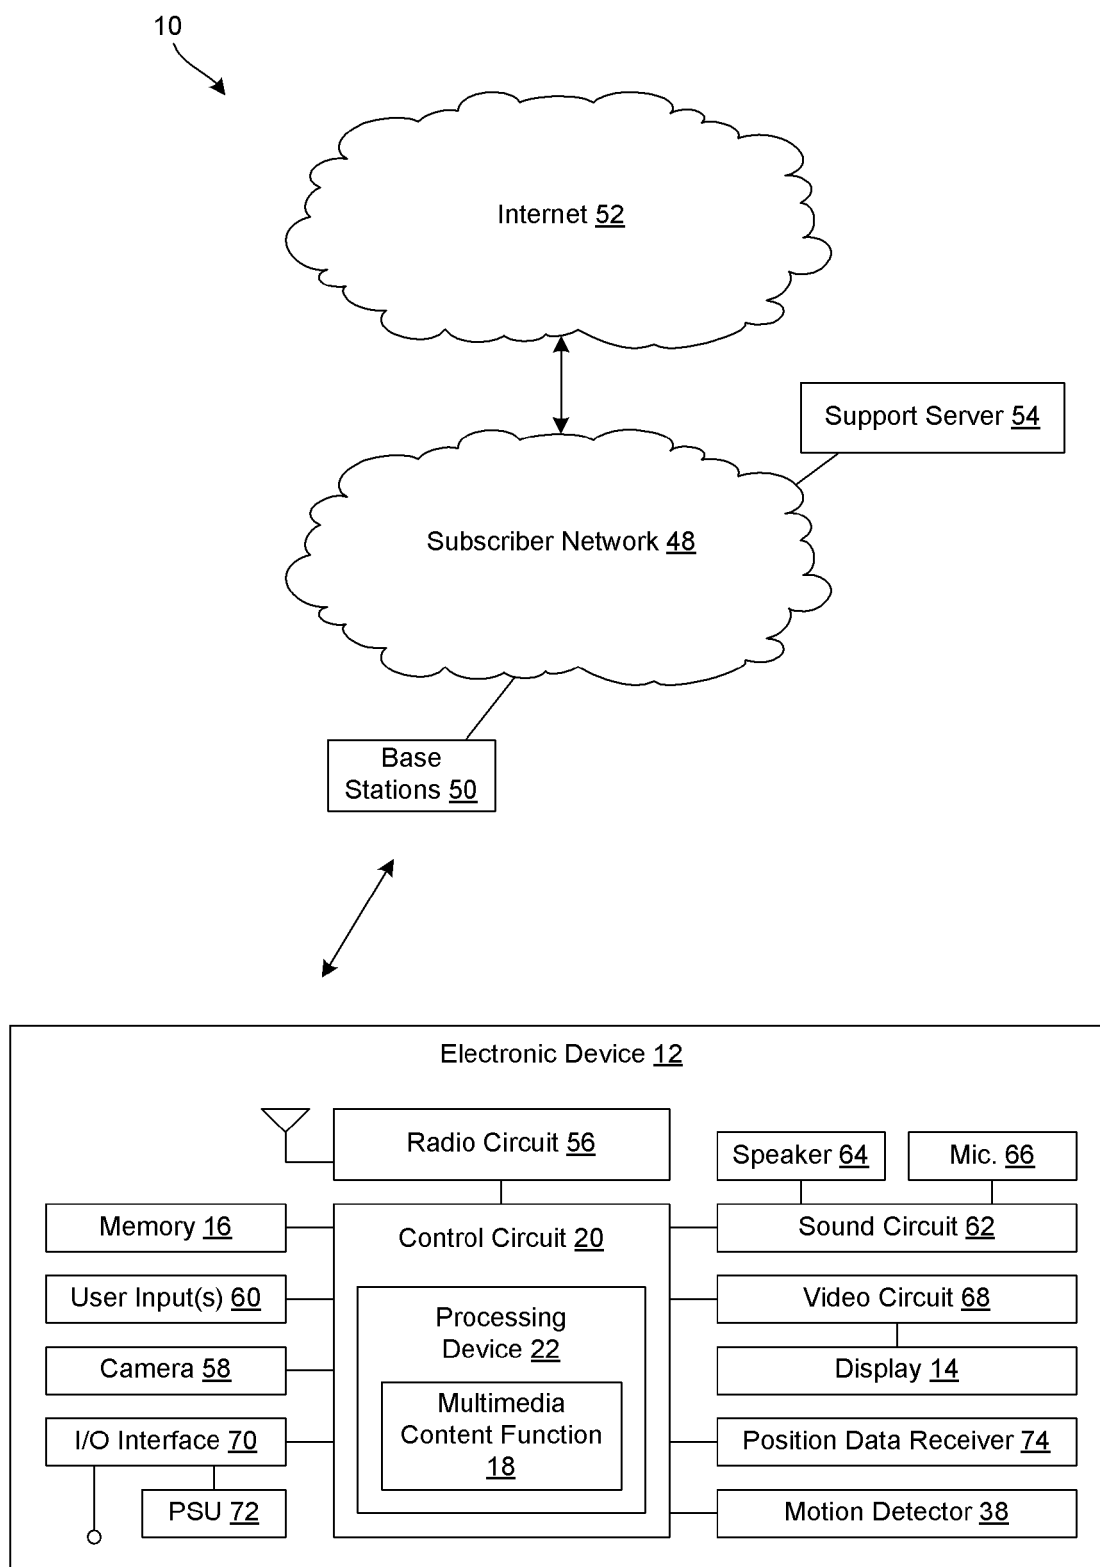 10
Internet 52
Support Server 54
Subscriber Network 48
Base
Stations 50
Electronic Device 12
Radio Circuit 56
Speaker 64
Mic. 66
Memory 16
Control Circuit 20
Sound Circuit 62
User Input(s) 60
Processing
Device 22
Video Circuit 68
Camera 58
Display 14
Multimedia
Content Function
18
I/O Interface 70
Position Data Receiver 74
PSU 72
Motion Detector 38